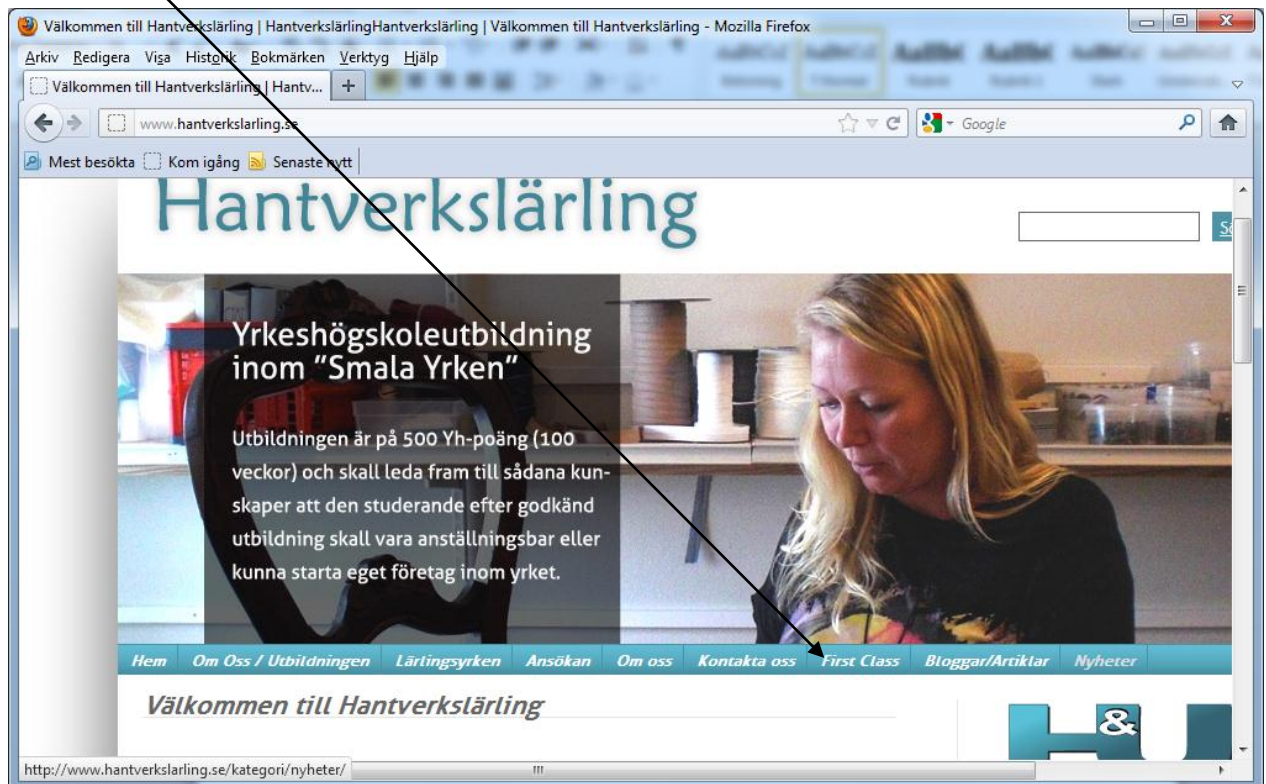 Välkommen till Hantverkslärling | HantverkslärlingHantverkslärling | Välkommen till Hantverkslärling - Mozilla Firefox
Arkiv Redigera Visa Historik Bokmärken Verktyg Hjälp
Välkommen till Hantverkslärling | Hantv... +
www.hantverkslarling.se
Google
Mest besökta Kom igång Senaste nytt
Hantverkslärling
Yrkeshögskoleutbildning
inom "Smala Yrken"
Utbildningen är på 500 Yh-poäng (100
veckor) och skall leda fram till sådana kun-
skaper att den studerande efter godkänd
utbildning skall vara anställningsbar eller
kunna starta eget företag inom yrket.
Hem Om Oss / Utbildningen Lärlingsyrken Ansökan Om oss Kontakta oss First Class Bloggar/Artiklar Nyheter
Välkommen till Hantverkslärling
&
http://www.hantverkslarling.se/kategori/nyheter/